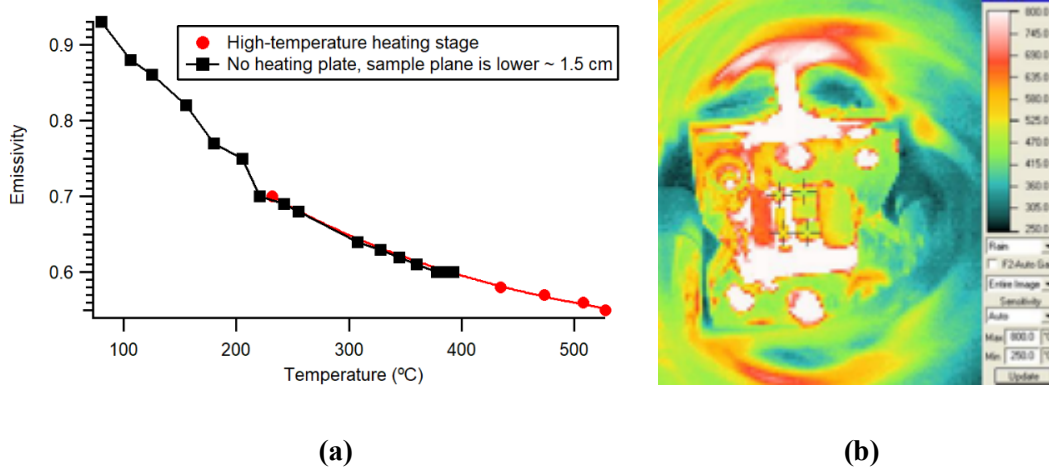 High-temperature heating stage
No heating plate, sample plane is lower ~ 1.5 cm
Emissivity
0.9
0.8
0.7
0.6
100
200
300
400
500
Temperature (ºC)
800.0
745.0
690.0
635.0
580.0
525.0
470.0
415.0
360.0
305.0
250.0
Rain
F2-Auto Ga
Entire Image
Sensitivity
Auto
Max 800.0 °C
Min 250.0 °C
Update
(a)
(b)